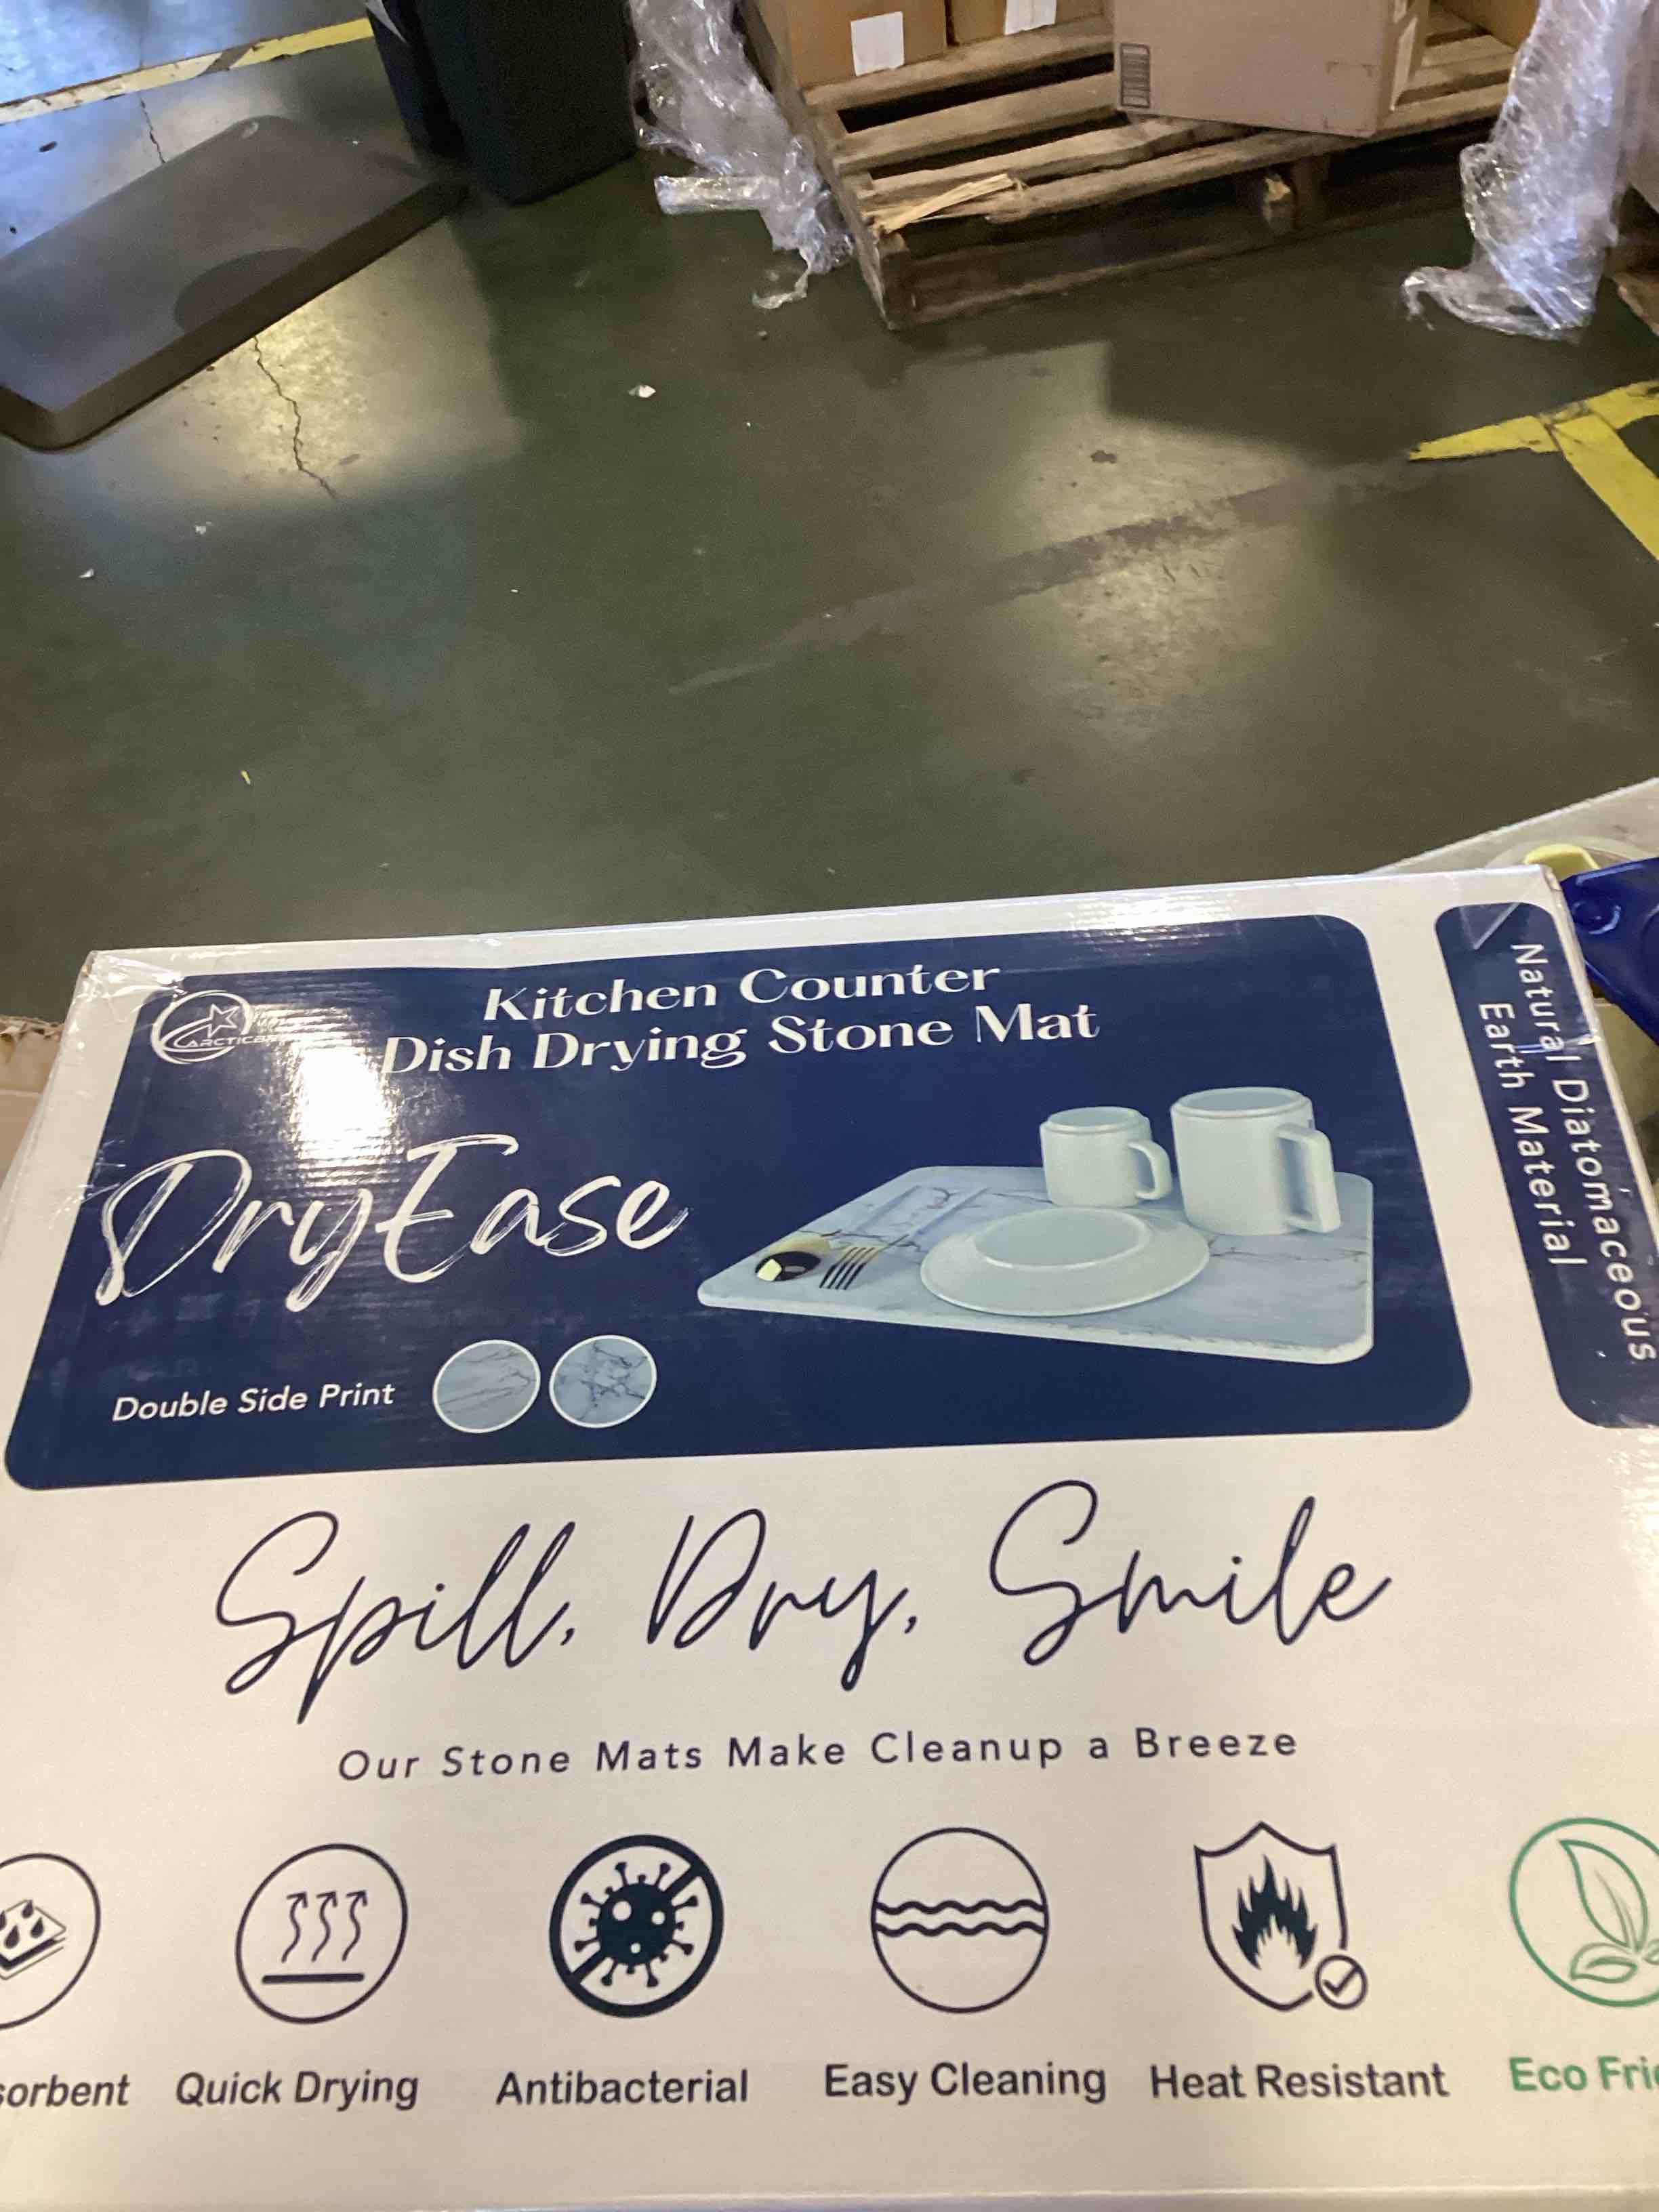 Kitchen Counter
Dish Drying Stone Mat
DryEase
Double Side Print
Natural Diatomaceous
Earth Material
Spill, Dry, Smile
Our Stone Mats Make Cleanup a Breeze
Quick Drying
Antibacterial
Easy Cleaning
Heat Resistant
Eco